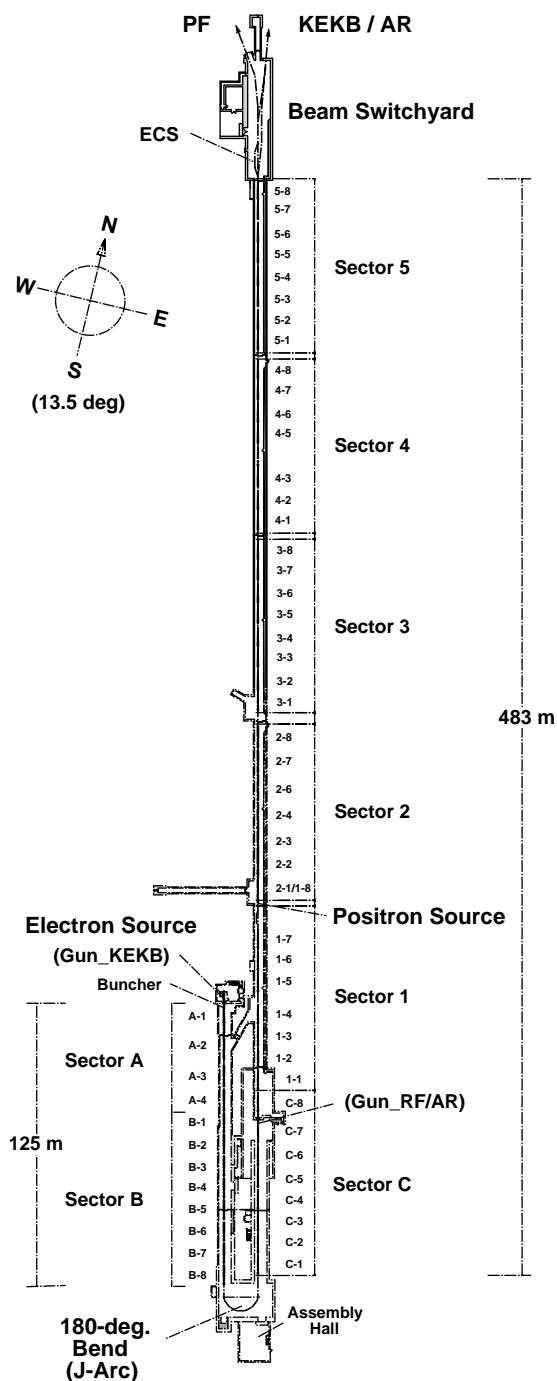 PF
KEKB / AR
Beam Switchyard
ECS
5-8
5-7
5-6
5-5
5-4
5-3
5-2
5-1
Sector 5
N
W
E
S
(13.5 deg)
4-8
4-7
4-6
4-5
4-3
4-2
4-1
Sector 4
3-8
3-7
3-6
3-5
3-4
3-3
3-2
3-1
Sector 3
483 m
2-8
2-7
2-6
2-4
2-3
2-2
2-1/1-8
Sector 2
Positron Source
Electron Source
(Gun_KEKB)
Buncher
1-7
1-6
1-5
1-4
1-3
1-2
1-1
Sector 1
A-1
A-2
A-3
A-4
Sector A
(Gun_RF/AR)
125 m
B-1
B-2
B-3
B-4
B-5
B-6
B-7
B-8
Sector B
C-8
C-7
C-6
C-5
C-4
C-3
C-2
C-1
Sector C
180-deg.
Bend
(J-Arc)
Assembly
Hall